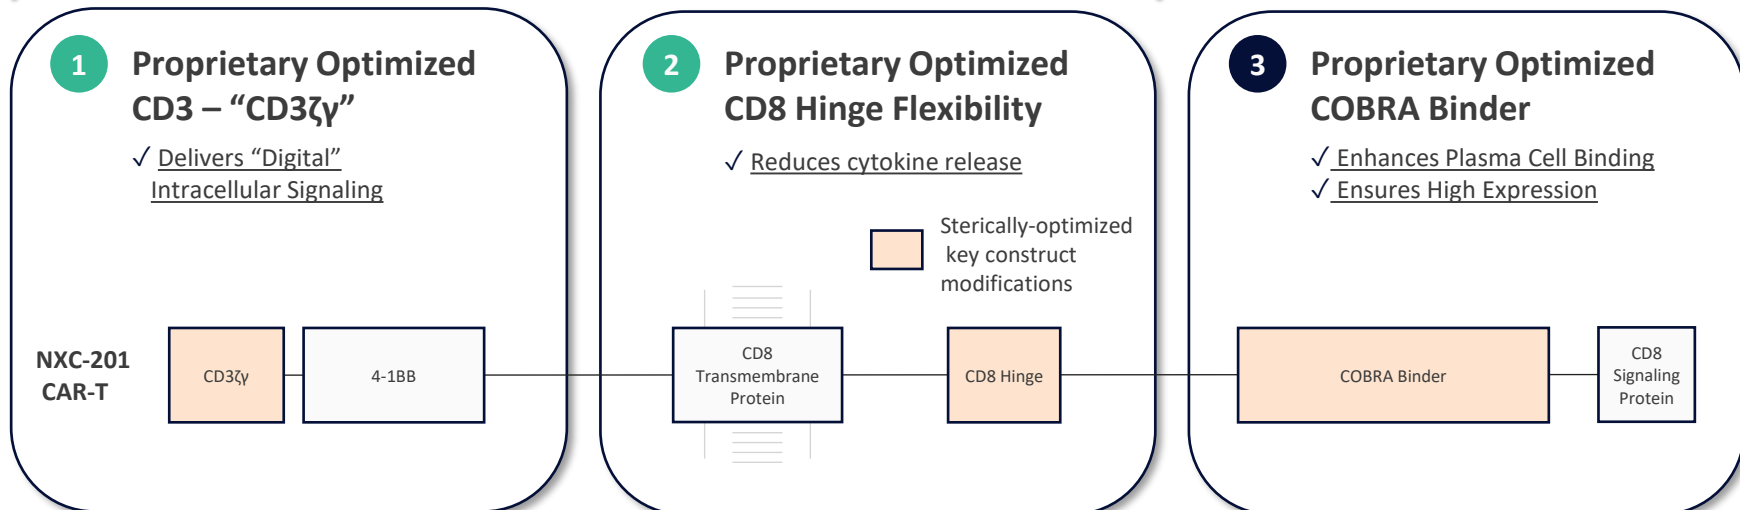 1
Proprietary Optimized
CD3 – “CD3ζγ”
✓ Delivers “Digital”
Intracellular Signaling
2
Proprietary Optimized
CD8 Hinge Flexibility
✓ Reduces cytokine release
3
Proprietary Optimized
COBRA Binder
✓ Enhances Plasma Cell Binding
✓ Ensures High Expression
Sterically-optimized
key construct
modifications
NXC-201
CAR-T
CD3ζγ
4-1BB
CD8
Transmembrane
Protein
CD8 Hinge
COBRA Binder
CD8
Signaling
Protein